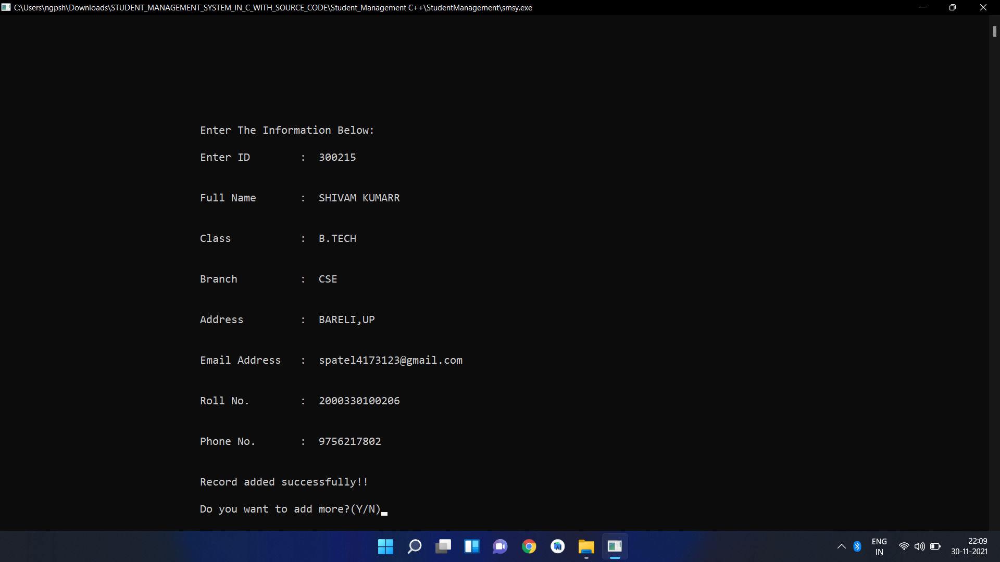 C:\Users\ngpsh\Downloads\STUDENT_MANAGEMENT_SYSTEM_IN_C_WITH_SOURCE_CODE\Student_Management C++\StudentManagement\smsy.exe
Enter The Information Below:
Enter ID : 300215
Full Name : SHIVAM KUMARR
Class : B.TECH
Branch : CSE
Address : BARELI,UP
Email Address : spatel4173123@gmail.com
Roll No. : 2000330100206
Phone No. : 9756217802
Record added successfully!!
Do you want to add more?(Y/N)
ENG
IN
22:09
30-11-2021